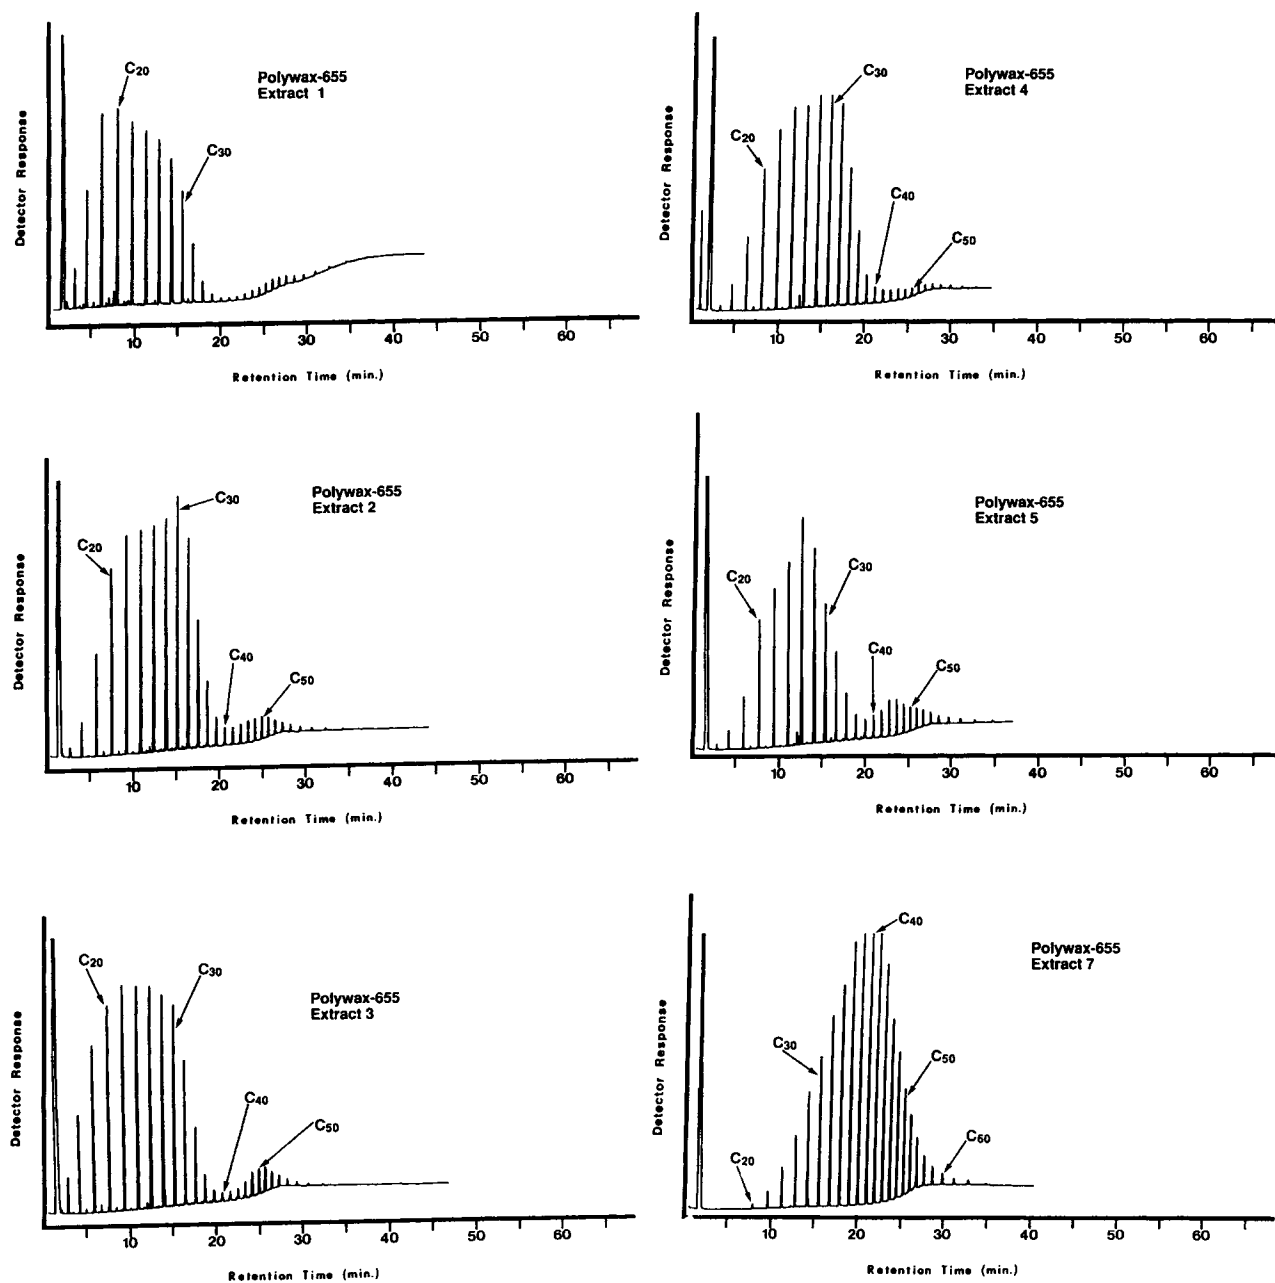 Polywax-655
Extract 1
C20
C30
Detector Response
10
20
30
40
50
60
Retention Time (min.)
Polywax-655
Extract 4
C20
C30
C40
C50
Detector Response
10
20
30
40
50
60
Retention Time (min.)
Polywax-655
Extract 2
C20
C30
C40
C50
Detector Response
10
20
30
40
50
60
Retention Time (min.)
Polywax-655
Extract 5
C20
C30
C40
C50
Detector Response
10
20
30
40
50
60
Retention Time (min.)
Polywax-655
Extract 3
C20
C30
C40
C50
Detector Response
10
20
30
40
50
60
Retention Time (min.)
Polywax-655
Extract 7
C20
C30
C40
C50
C60
Detector Response
10
20
30
40
50
60
Retention Time (min.)